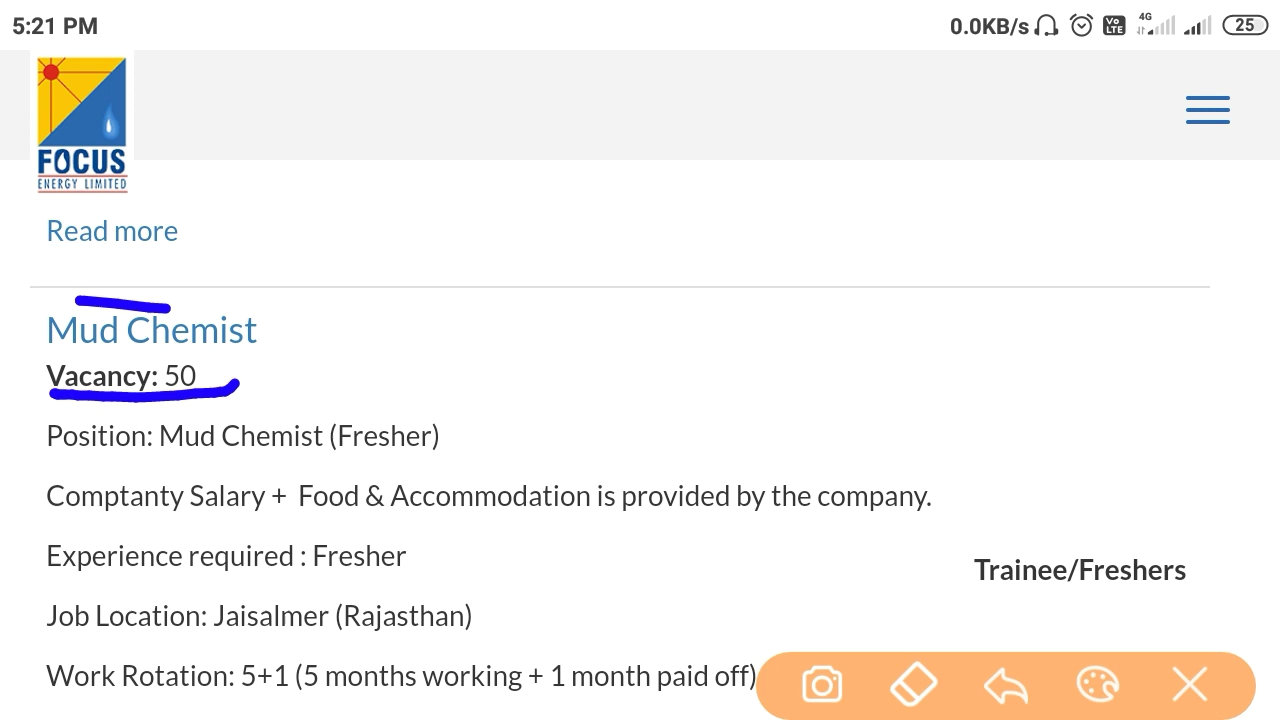 5:21 PM
0.0KB/s
Vo
LTE
4G
25
FOCUS
ENERGY LIMITED
Read more
Mud Chemist
Vacancy: 50
Position: Mud Chemist (Fresher)
Comptanty Salary + Food & Accommodation is provided by the company.
Experience required : Fresher
Trainee/Freshers
Job Location: Jaisalmer (Rajasthan)
Work Rotation: 5+1 (5 months working + 1 month paid off)